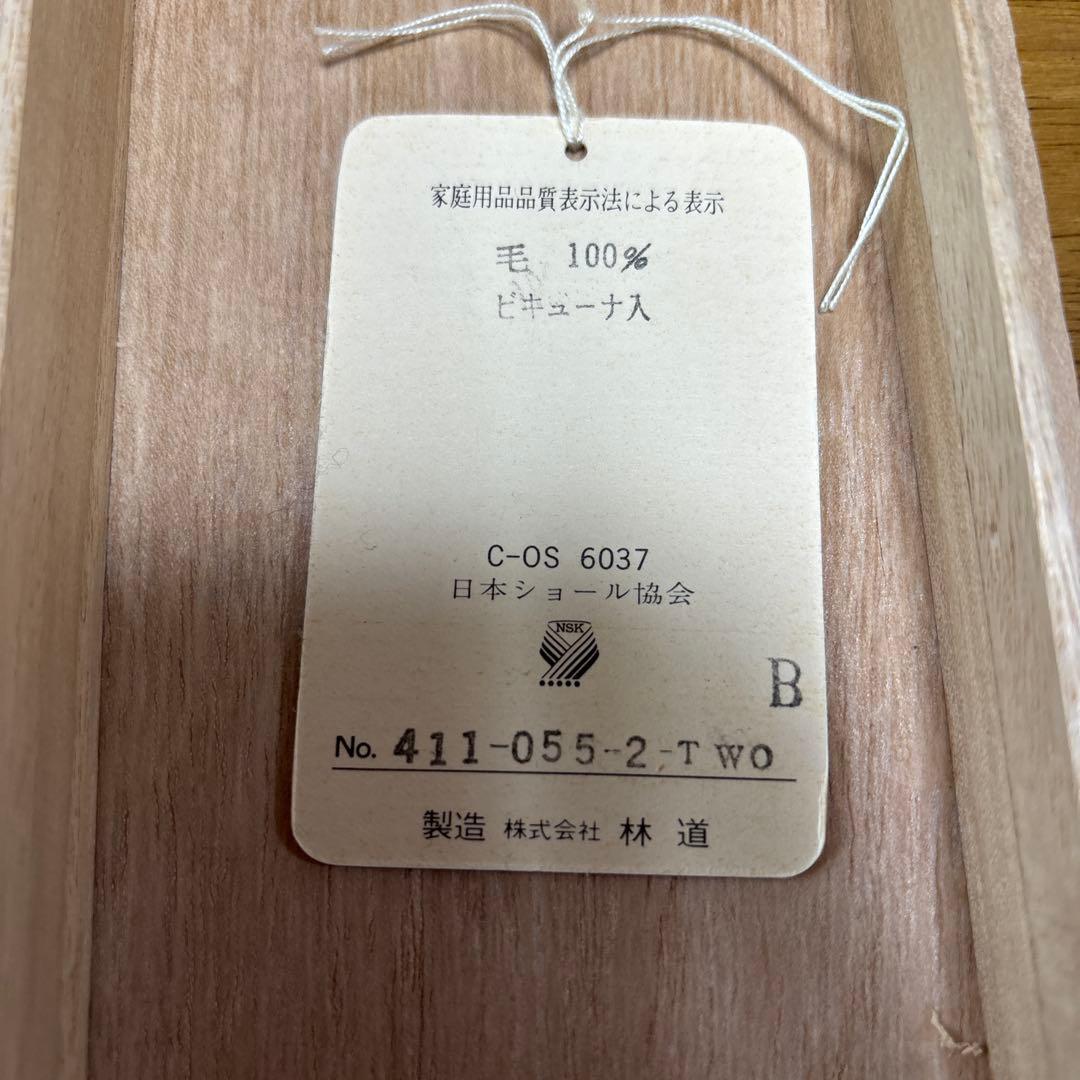 家庭用品品質表示法による表示
毛 100%
ビキューナ入
C-OS 6037
日本ショール協会
NSK
B
No. 411-055-2-TWO
製造 株式会社 林道